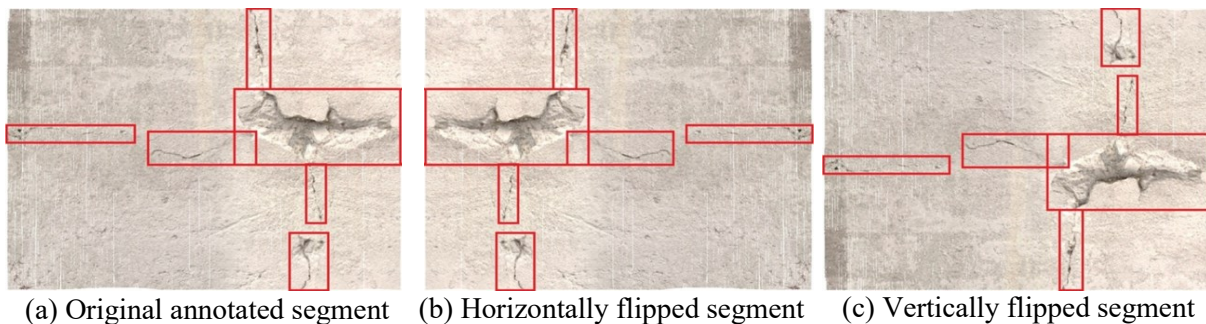 (a) Original annotated segment
(b) Horizontally flipped segment
(c) Vertically flipped segment